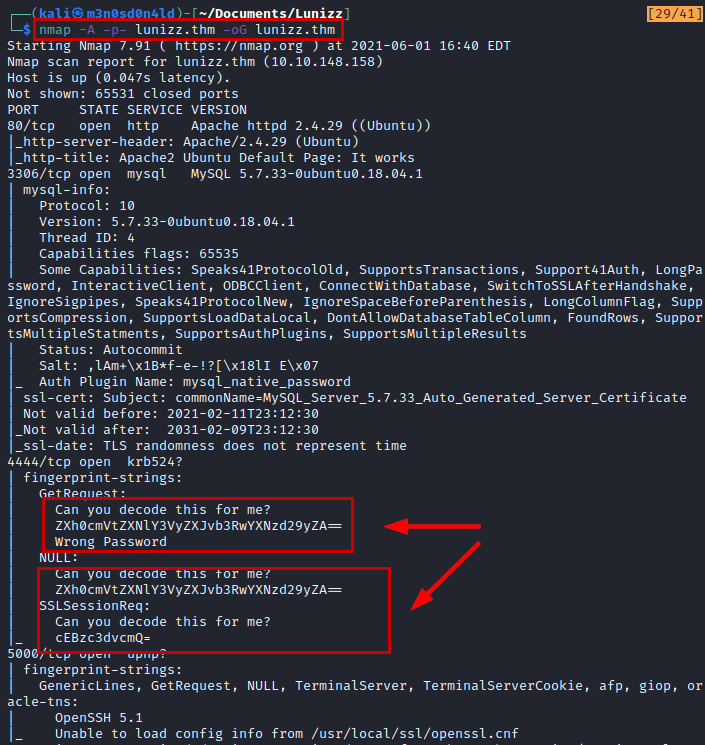 ┌──(kali㉿m3n0sd0n4ld)-[~/Documents/Lunizz] [29/41]
└─$ nmap -A -p- lunizz.thm -oG lunizz.thm
Starting Nmap 7.91 ( https://nmap.org ) at 2021-06-01 16:40 EDT
Nmap scan report for lunizz.thm (10.10.148.158)
Host is up (0.047s latency).
Not shown: 65531 closed ports
PORT     STATE SERVICE VERSION
80/tcp   open  http    Apache httpd 2.4.29 ((Ubuntu))
|_http-server-header: Apache/2.4.29 (Ubuntu)
|_http-title: Apache2 Ubuntu Default Page: It works
3306/tcp open  mysql   MySQL 5.7.33-0ubuntu0.18.04.1
| mysql-info:
|   Protocol: 10
|   Version: 5.7.33-0ubuntu0.18.04.1
|   Thread ID: 4
|   Capabilities flags: 65535
|   Some Capabilities: Speaks41ProtocolOld, SupportsTransactions, Support41Auth, LongPa
ssword, InteractiveClient, ODBCClient, ConnectWithDatabase, SwitchToSSLAfterHandshake,
IgnoreSigpipes, Speaks41ProtocolNew, IgnoreSpaceBeforeParenthesis, LongColumnFlag, Supp
ortsCompression, SupportsLoadDataLocal, DontAllowDatabaseTableColumn, FoundRows, Suppor
tsMultipleStatments, SupportsAuthPlugins, SupportsMultipleResults
|   Status: Autocommit
|   Salt: ,lAm+\x1B*f-e-!?[\x18lI E\x07
|_  Auth Plugin Name: mysql_native_password
| ssl-cert: Subject: commonName=MySQL_Server_5.7.33_Auto_Generated_Server_Certificate
| Not valid before: 2021-02-11T23:12:30
|_Not valid after:  2031-02-09T23:12:30
|_ssl-date: TLS randomness does not represent time
4444/tcp open  krb524?
| fingerprint-strings:
|   GetRequest:
|     Can you decode this for me?
|     ZXh0cmVtZXNlY3VyZXJvb3RwYXNzd29yZA==
|     Wrong Password
|   NULL:
|     Can you decode this for me?
|     ZXh0cmVtZXNlY3VyZXJvb3RwYXNzd29yZA==
|   SSLSessionReq:
|     Can you decode this for me?
|_    cEBzc3dvcmQ=
5000/tcp open  upnp?
| fingerprint-strings:
|   GenericLines, GetRequest, NULL, TerminalServer, TerminalServerCookie, afp, giop, or
acle-tns:
|     OpenSSH 5.1
|_    Unable to load config info from /usr/local/ssl/openssl.cnf